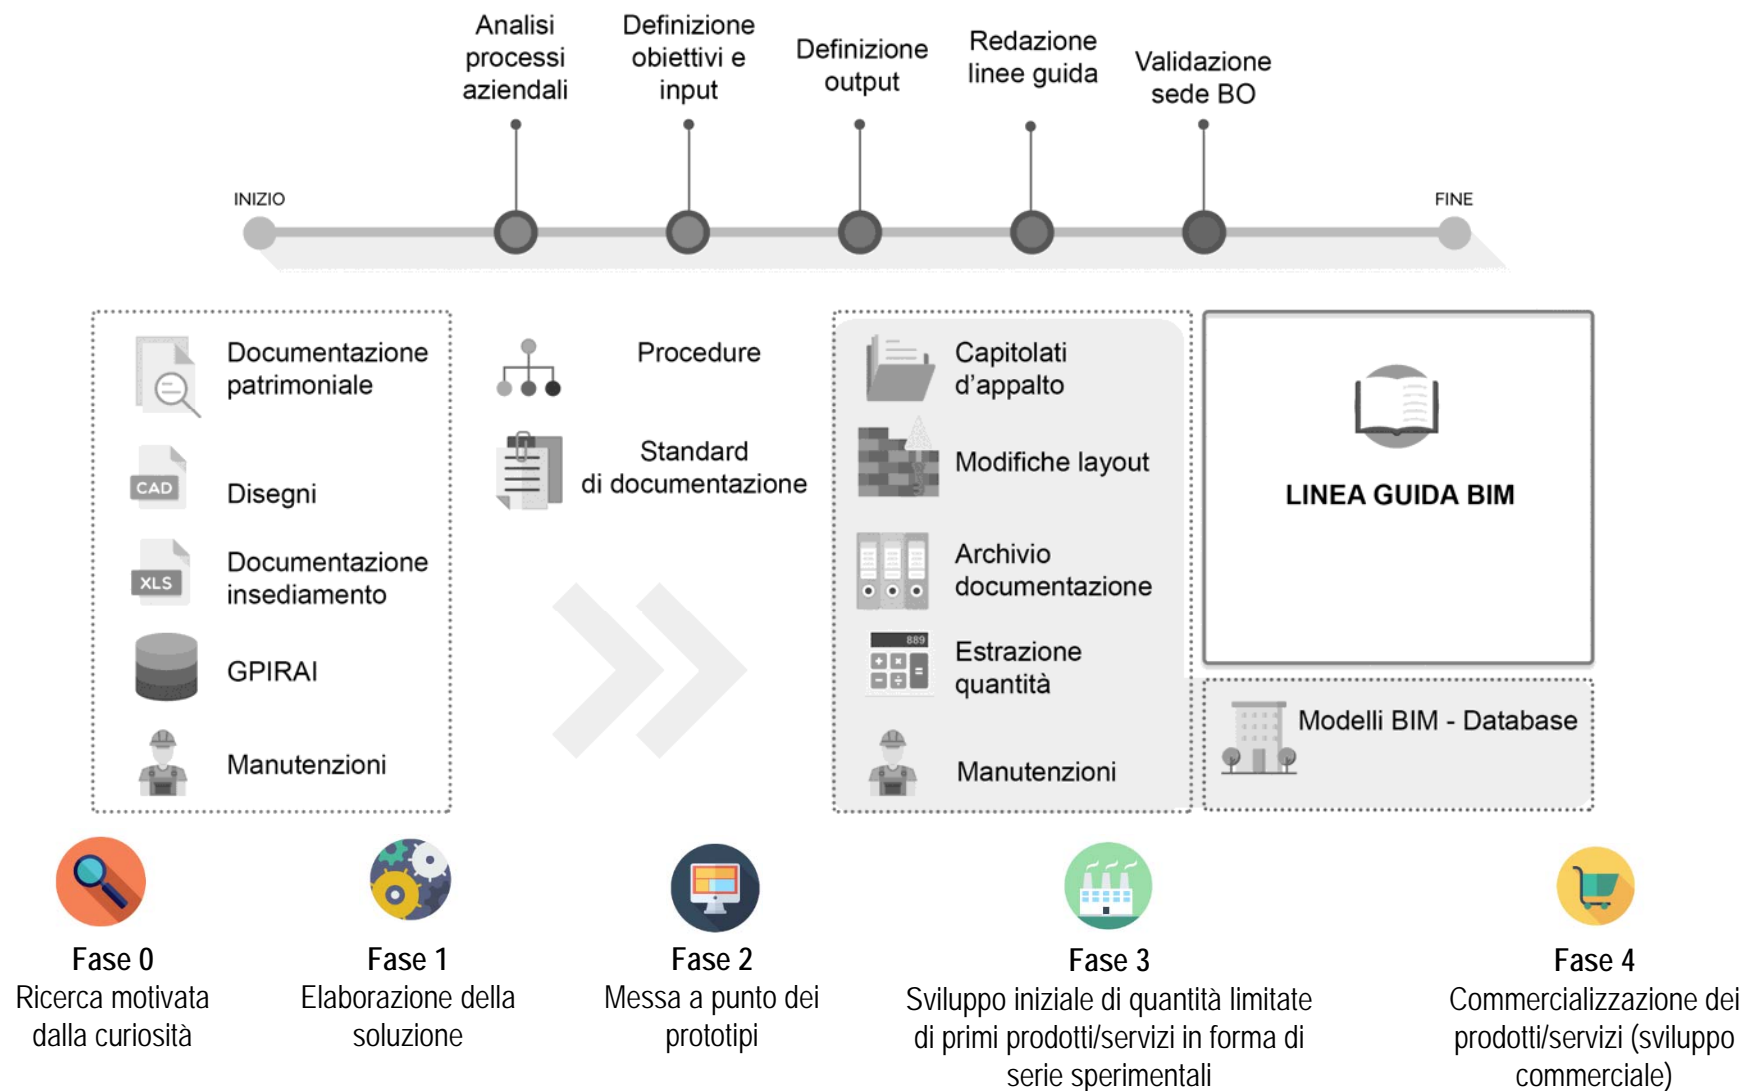 Analisi
processi
aziendali
Definizione
obiettivi e
input
Definizione
output
Redazione
linee guida
Validazione
sede BO
INIZIO
FINE
Documentazione
patrimoniale
CAD
Disegni
XLS
Documentazione
insediamento
GPIRAI
Manutenzioni
Procedure
Standard
di documentazione
Capitolati
d'appalto
Modifiche layout
Archivio
documentazione
889
Estrazione
quantità
Manutenzioni
LINEA GUIDA BIM
Modelli BIM - Database
Fase 0
Ricerca motivata
dalla curiosità
Fase 1
Elaborazione della
soluzione
Fase 2
Messa a punto dei
prototipi
Fase 3
Sviluppo iniziale di quantità limitate
di primi prodotti/servizi in forma di
serie sperimentali
Fase 4
Commercializzazione dei
prodotti/servizi (sviluppo
commerciale)